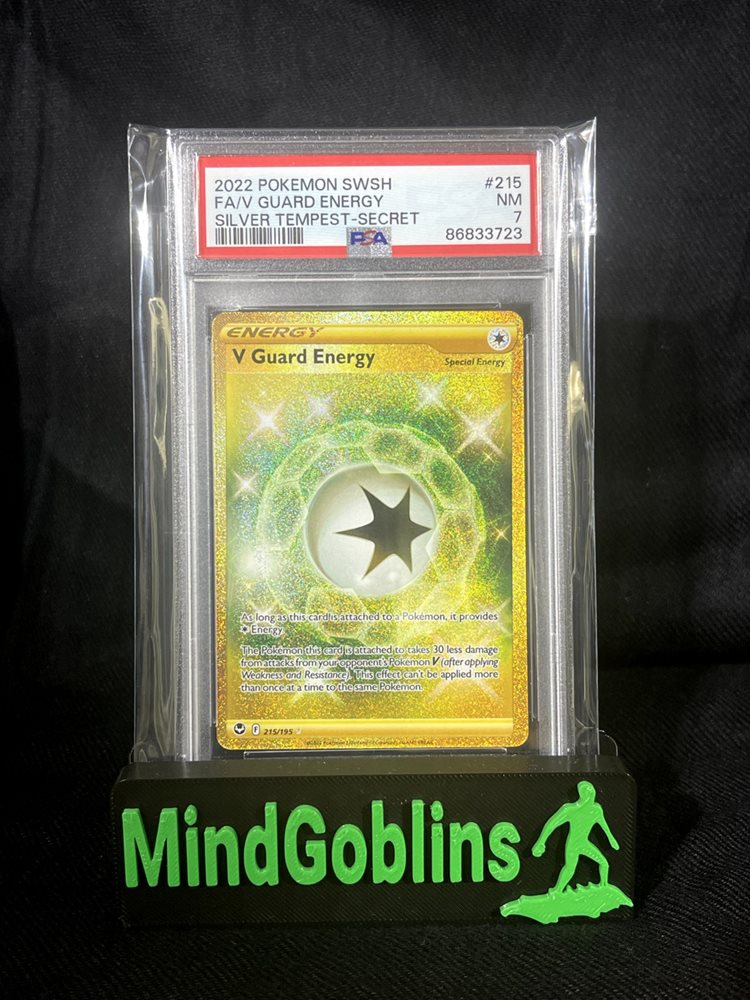 2022 POKEMON SWSH #215
FA/V GUARD ENERGY NM
SILVER TEMPEST-SECRET 7
PSA 86833723
ENERGY
V Guard Energy Special Energy
As long as this card is attached to a Pokémon, it provides
Energy.
The Pokémon this card is attached to takes 30 less damage
from attacks from your opponent's Pokémon V (after applying
Weakness and Resistance). This effect can't be applied more
than once at a time to the same Pokémon.
F 215/195
MindGoblins